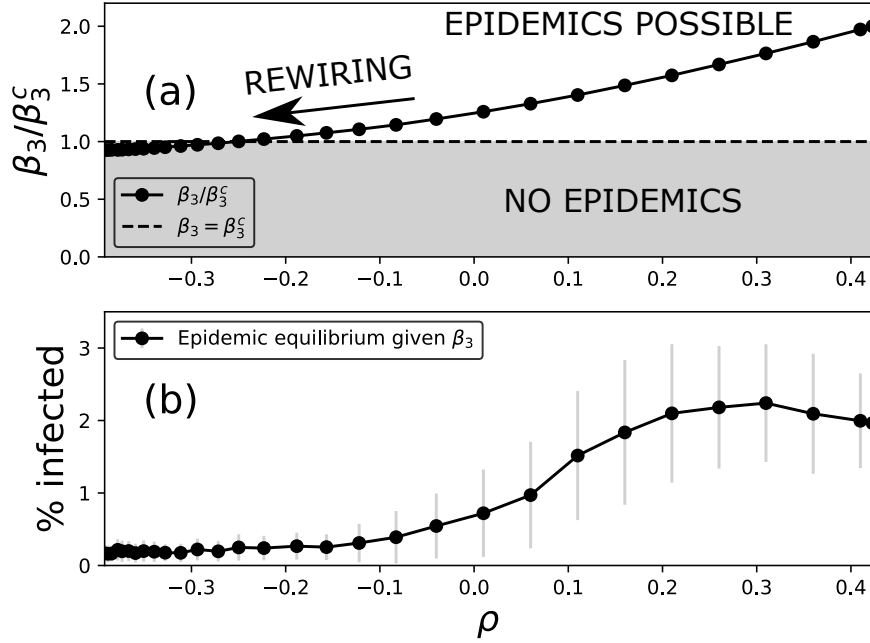 EPIDEMICS POSSIBLE
REWIRING
(a)
NO EPIDEMICS
β₃/β₃ᶜ
β₃ = β₃ᶜ
β₃/β₃ᶜ
2.0
1.5
1.0
0.5
0.0
−0.3 −0.2 −0.1 0.0 0.1 0.2 0.3 0.4
Epidemic equilibrium given β₃
(b)
% infected
3
2
1
0
−0.3 −0.2 −0.1 0.0 0.1 0.2 0.3 0.4
ρ